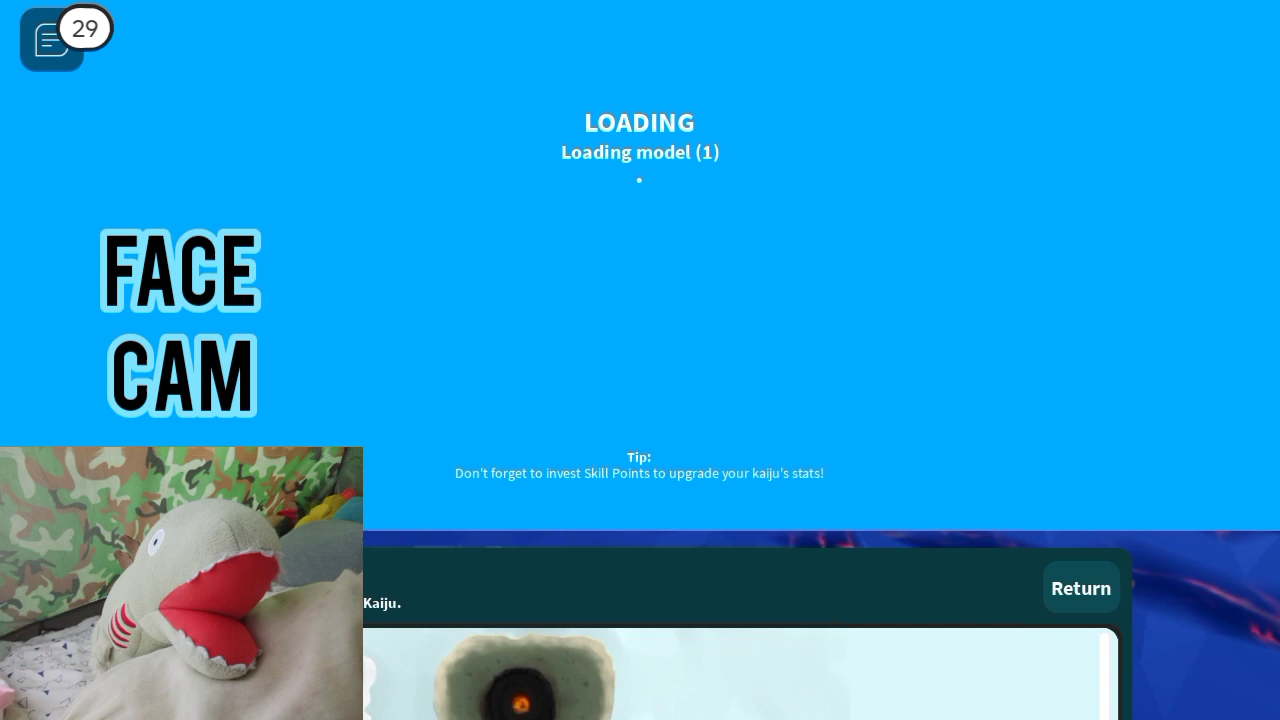 29
LOADING
Loading model (1)
.
FACE
CAM
Tip:
Don't forget to invest Skill Points to upgrade your kaiju's stats!
Kaiju.
Return